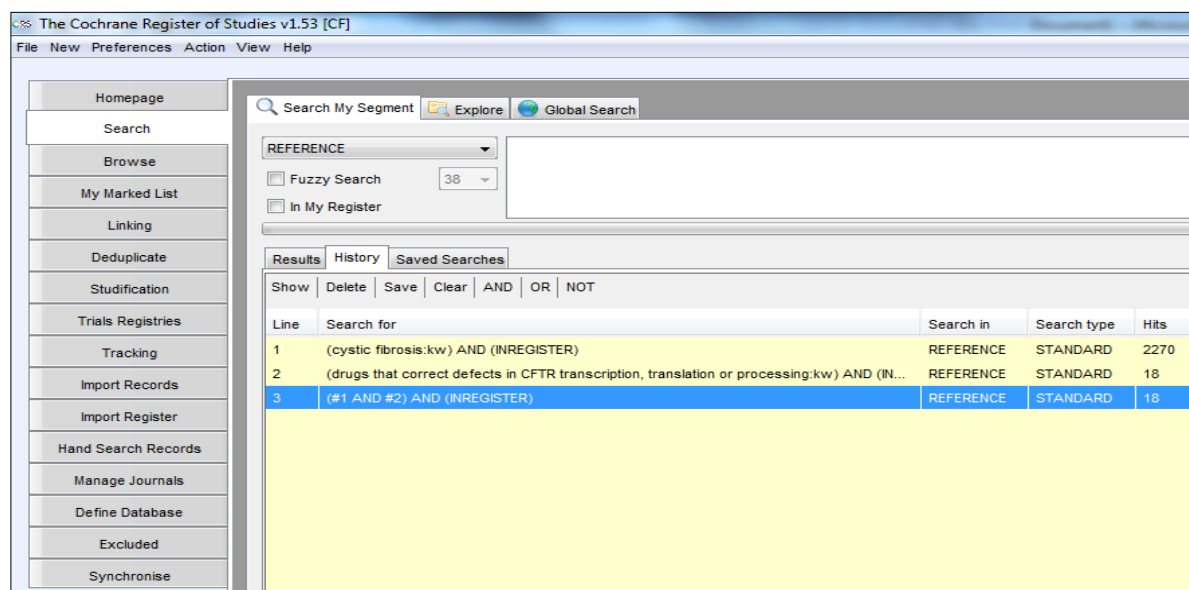 CRS The Cochrane Register of Studies v1.53 [CF]
File New Preferences Action View Help
Homepage
Search
Browse
My Marked List
Linking
Deduplicate
Studification
Trials Registries
Tracking
Import Records
Import Register
Hand Search Records
Manage Journals
Define Database
Excluded
Synchronise
Search My Segment Explore Global Search
REFERENCE
Fuzzy Search 38
In My Register
Results History Saved Searches
Show Delete Save Clear AND OR NOT
Line Search for Search in Search type Hits
1 (cystic fibrosis:kw) AND (INREGISTER) REFERENCE STANDARD 2270
2 (drugs that correct defects in CFTR transcription, translation or processing:kw) AND (IN... REFERENCE STANDARD 18
3 (#1 AND #2) AND (INREGISTER) REFERENCE STANDARD 18